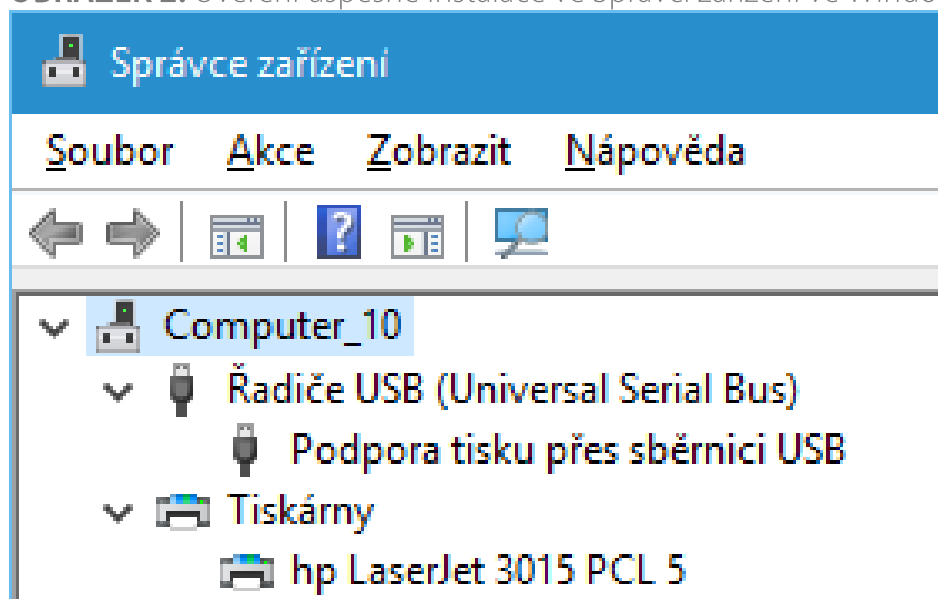 Správce zařízení
Soubor Akce Zobrazit Nápověda
Computer_10
Řadiče USB (Universal Serial Bus)
Podpora tisku přes sběrnici USB
Tiskárny
hp LaserJet 3015 PCL 5